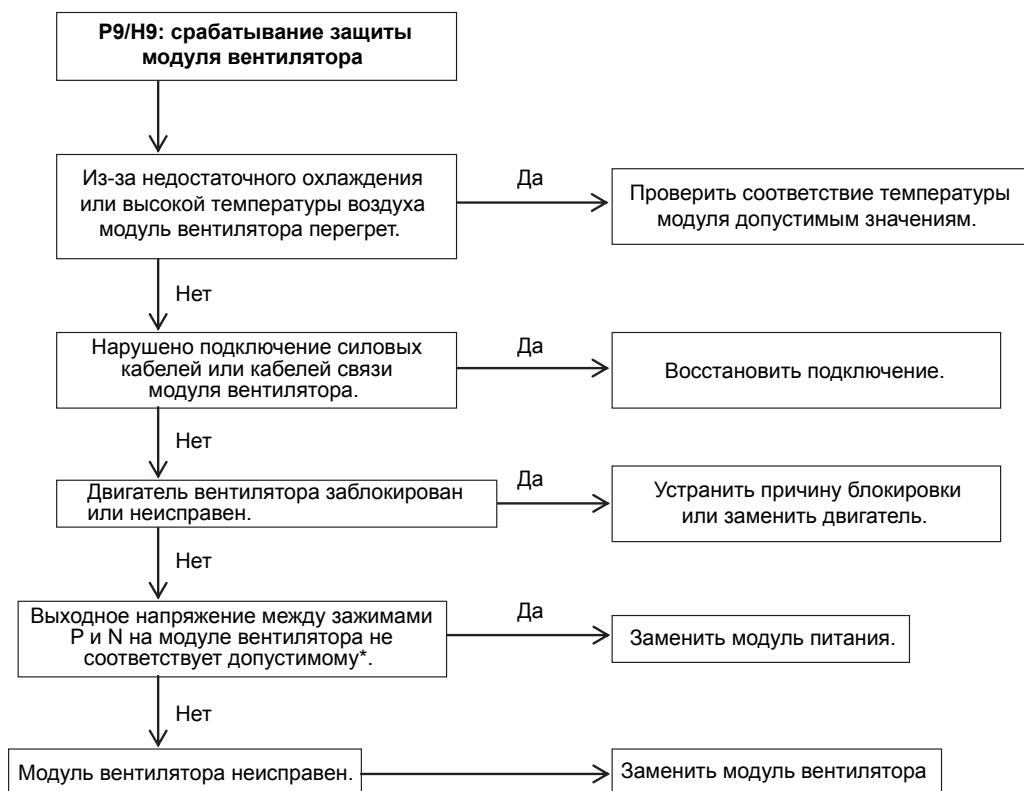 P9/H9: срабатывание защиты
модуля вентилятора
Из-за недостаточного охлаждения
или высокой температуры воздуха
модуль вентилятора перегрет.
Да
Проверить соответствие температуры
модуля допустимым значениям.
Нет
Нарушено подключение силовых
кабелей или кабелей связи
модуля вентилятора.
Да
Восстановить подключение.
Нет
Двигатель вентилятора заблокирован
или неисправен.
Да
Устранить причину блокировки
или заменить двигатель.
Нет
Выходное напряжение между зажимами
P и N на модуле вентилятора не
соответствует допустимому*.
Да
Заменить модуль питания.
Нет
Модуль вентилятора неисправен.
Заменить модуль вентилятора